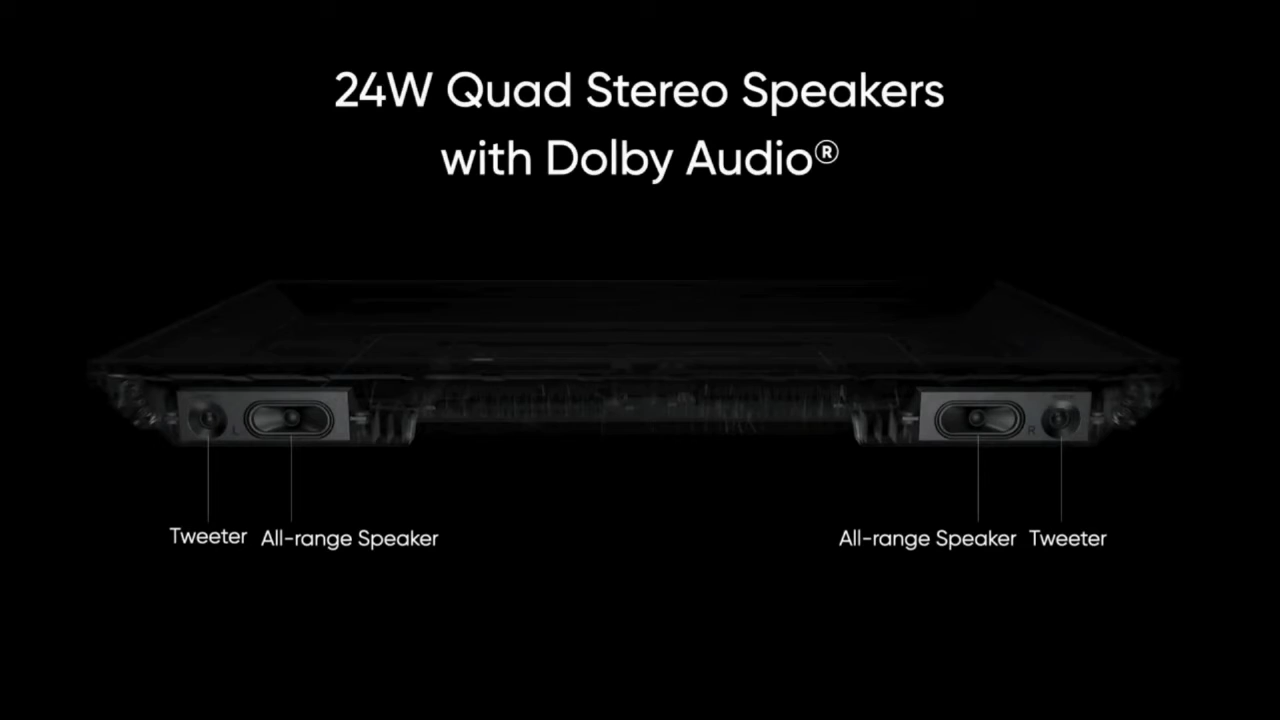 24W Quad Stereo Speakers
with Dolby Audio®
L
R
Tweeter All-range Speaker
All-range Speaker Tweeter